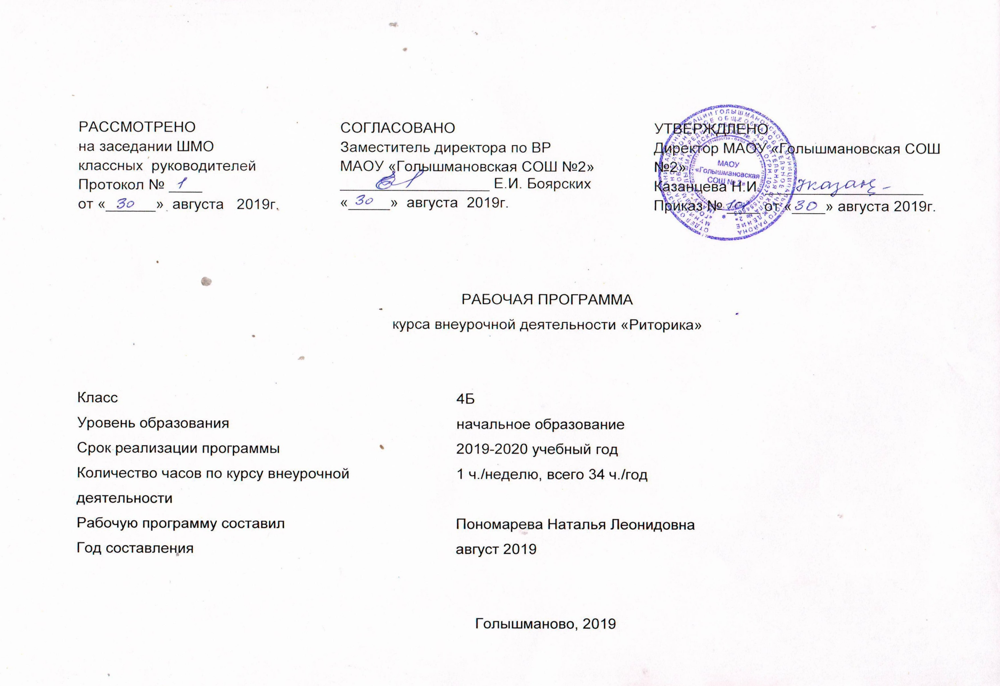 РАССМОТРЕНО
на заседании ШМО
классных руководителей
Протокол № 1
от «30» августа 2019г.
СОГЛАСОВАНО
Заместитель директора по ВР
МАОУ «Голышмановская СОШ №2»
Е.И. Боярских
«30» августа 2019г.
УТВЕРЖДЛЕНО
Директор МАОУ «Голышмановская СОШ
№2»
Казанцева Н.И.
Приказ № от «30» августа 2019г.
МАОУ
«Голышмановская
СОШ № 2»
РАБОЧАЯ ПРОГРАММА
курса внеурочной деятельности «Риторика»
Класс 4Б
Уровень образования начальное образование
Срок реализации программы 2019-2020 учебный год
Количество часов по курсу внеурочной 1 ч./неделю, всего 34 ч./год
деятельности
Рабочую программу составил Пономарева Наталья Леонидовна
Год составления август 2019
Голышманово, 2019